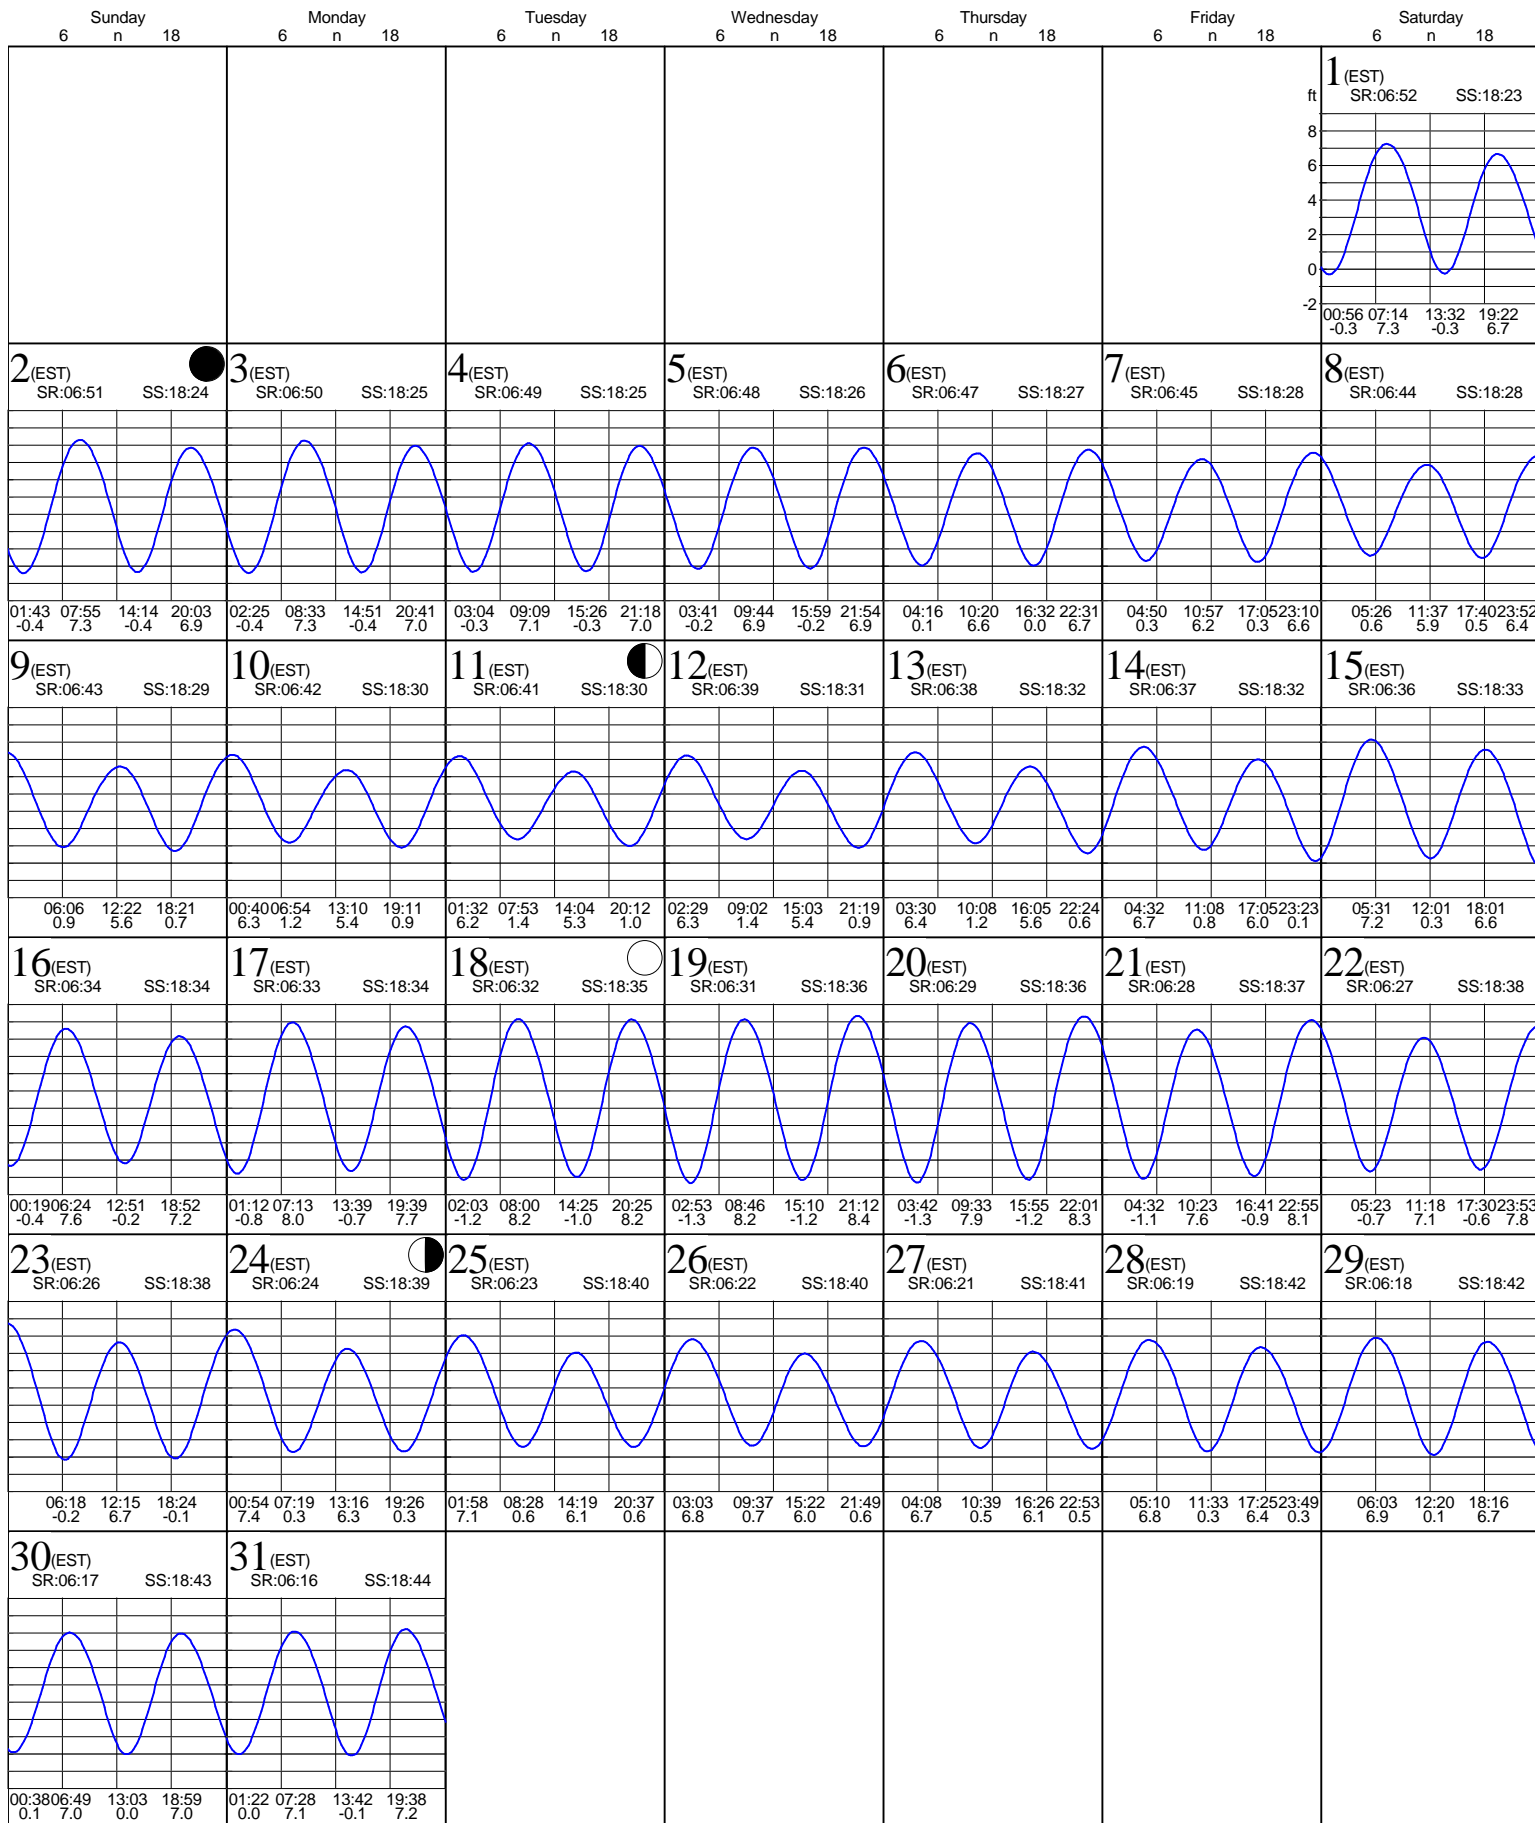 Sunday Monday Tuesday Wednesday Thursday Friday Saturday
6 n 18 6 n 18 6 n 18 6 n 18 6 n 18 6 n 18 6 n 18
1(EST)
ft SR:06:52 SS:18:23
8
6
4
2
0
-2
00:56 07:14 13:32 19:22
-0.3 7.3 -0.3 6.7
2(EST) 3(EST) 4(EST) 5(EST) 6(EST) 7(EST) 8(EST)
SR:06:51 SS:18:24 SR:06:50 SS:18:25 SR:06:49 SS:18:25 SR:06:48 SS:18:26 SR:06:47 SS:18:27 SR:06:45 SS:18:28 SR:06:44 SS:18:28
01:43 07:55 14:14 20:03 02:25 08:33 14:51 20:41 03:04 09:09 15:26 21:18 03:41 09:44 15:59 21:54 04:16 10:20 16:32 22:31 04:50 10:57 17:05 23:10 05:26 11:37 17:40 23:52
-0.4 7.3 -0.4 6.9 -0.4 7.3 -0.4 7.0 -0.3 7.1 -0.3 7.0 -0.2 6.9 -0.2 6.9 0.1 6.6 0.0 6.7 0.3 6.2 0.3 6.6 0.6 5.9 0.5 6.4
9(EST) 10(EST) 11(EST) 12(EST) 13(EST) 14(EST) 15(EST)
SR:06:43 SS:18:29 SR:06:42 SS:18:30 SR:06:41 SS:18:30 SR:06:39 SS:18:31 SR:06:38 SS:18:32 SR:06:37 SS:18:32 SR:06:36 SS:18:33
06:06 12:22 18:21 00:40 06:54 13:10 19:11 01:32 07:53 14:04 20:12 02:29 09:02 15:03 21:19 03:30 10:08 16:05 22:24 04:32 11:08 17:05 23:23 05:31 12:01 18:01
0.9 5.6 0.7 6.3 1.2 5.4 0.9 6.2 1.4 5.3 1.0 6.3 1.4 5.4 0.9 6.4 1.2 5.6 0.6 6.7 0.8 6.0 0.1 7.2 0.3 6.6
16(EST) 17(EST) 18(EST) 19(EST) 20(EST) 21(EST) 22(EST)
SR:06:34 SS:18:34 SR:06:33 SS:18:34 SR:06:32 SS:18:35 SR:06:31 SS:18:36 SR:06:29 SS:18:36 SR:06:28 SS:18:37 SR:06:27 SS:18:38
00:19 06:24 12:51 18:52 01:12 07:13 13:39 19:39 02:03 08:00 14:25 20:25 02:53 08:46 15:10 21:12 03:42 09:33 15:55 22:01 04:32 10:23 16:41 22:55 05:23 11:18 17:30 23:53
-0.4 7.6 -0.2 7.2 -0.8 8.0 -0.7 7.7 -1.2 8.2 -1.0 8.2 -1.3 8.2 -1.2 8.4 -1.3 7.9 -1.2 8.3 -1.1 7.6 -0.9 8.1 -0.7 7.1 -0.6 7.8
23(EST) 24(EST) 25(EST) 26(EST) 27(EST) 28(EST) 29(EST)
SR:06:26 SS:18:38 SR:06:24 SS:18:39 SR:06:23 SS:18:40 SR:06:22 SS:18:40 SR:06:21 SS:18:41 SR:06:19 SS:18:42 SR:06:18 SS:18:42
06:18 12:15 18:24 00:54 07:19 13:16 19:26 01:58 08:28 14:19 20:37 03:03 09:37 15:22 21:49 04:08 10:39 16:26 22:53 05:10 11:33 17:25 23:49 06:03 12:20 18:16
-0.2 6.7 -0.1 7.4 0.3 6.3 0.3 7.1 0.6 6.1 0.6 6.8 0.7 6.0 0.6 6.7 0.5 6.1 0.5 6.8 0.3 6.4 0.3 6.9 0.1 6.7
30(EST) 31(EST)
SR:06:17 SS:18:43 SR:06:16 SS:18:44
00:38 06:49 13:03 18:59 01:22 07:28 13:42 19:38
0.1 7.0 0.0 7.0 0.0 7.1 -0.1 7.2